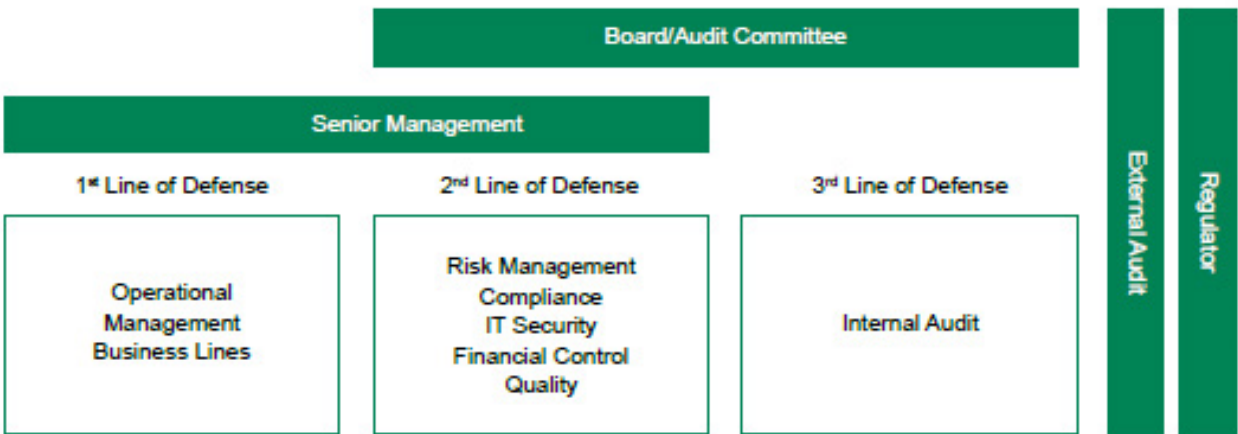 Board/Audit Committee
Senior Management
1st Line of Defense
2nd Line of Defense
3rd Line of Defense
Operational
Management
Business Lines
Risk Management
Compliance
IT Security
Financial Control
Quality
Internal Audit
External Audit
Regulator